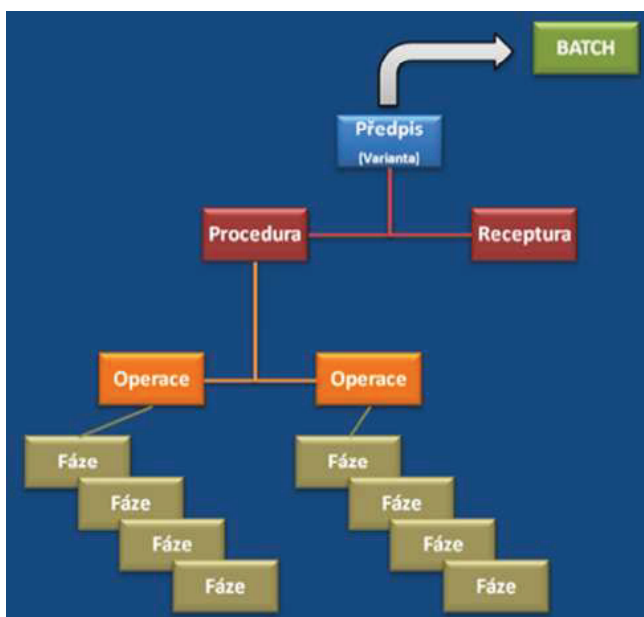 BATCH
Předpis
(Varianta)
Procedura
Receptura
Operace
Operace
Fáze
Fáze
Fáze
Fáze
Fáze
Fáze
Fáze
Fáze